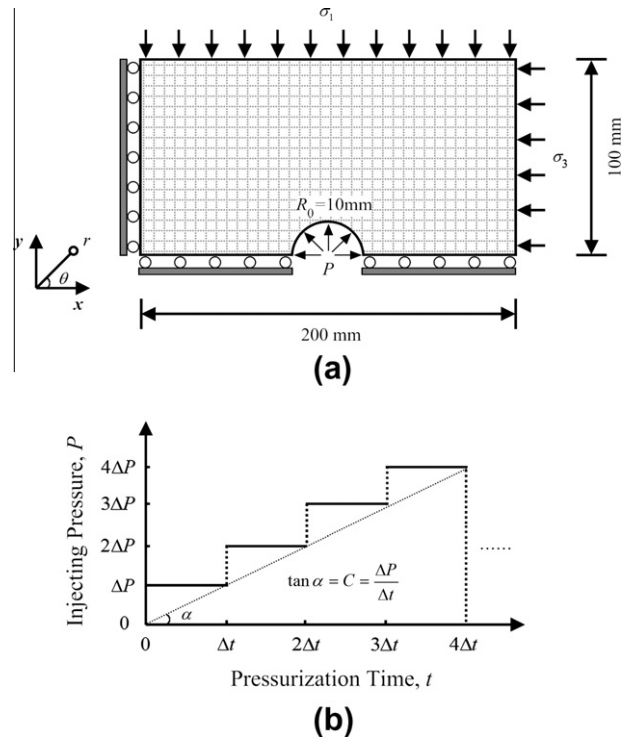 σ₁
σ₃
100 mm
R₀=10mm
P
y
r
θ
x
200 mm
(a)
Injecting Pressure, P
4ΔP
3ΔP
2ΔP
ΔP
0
tan α = C = ΔP/Δt
......
α
0 Δt 2Δt 3Δt 4Δt
Pressurization Time, t
(b)